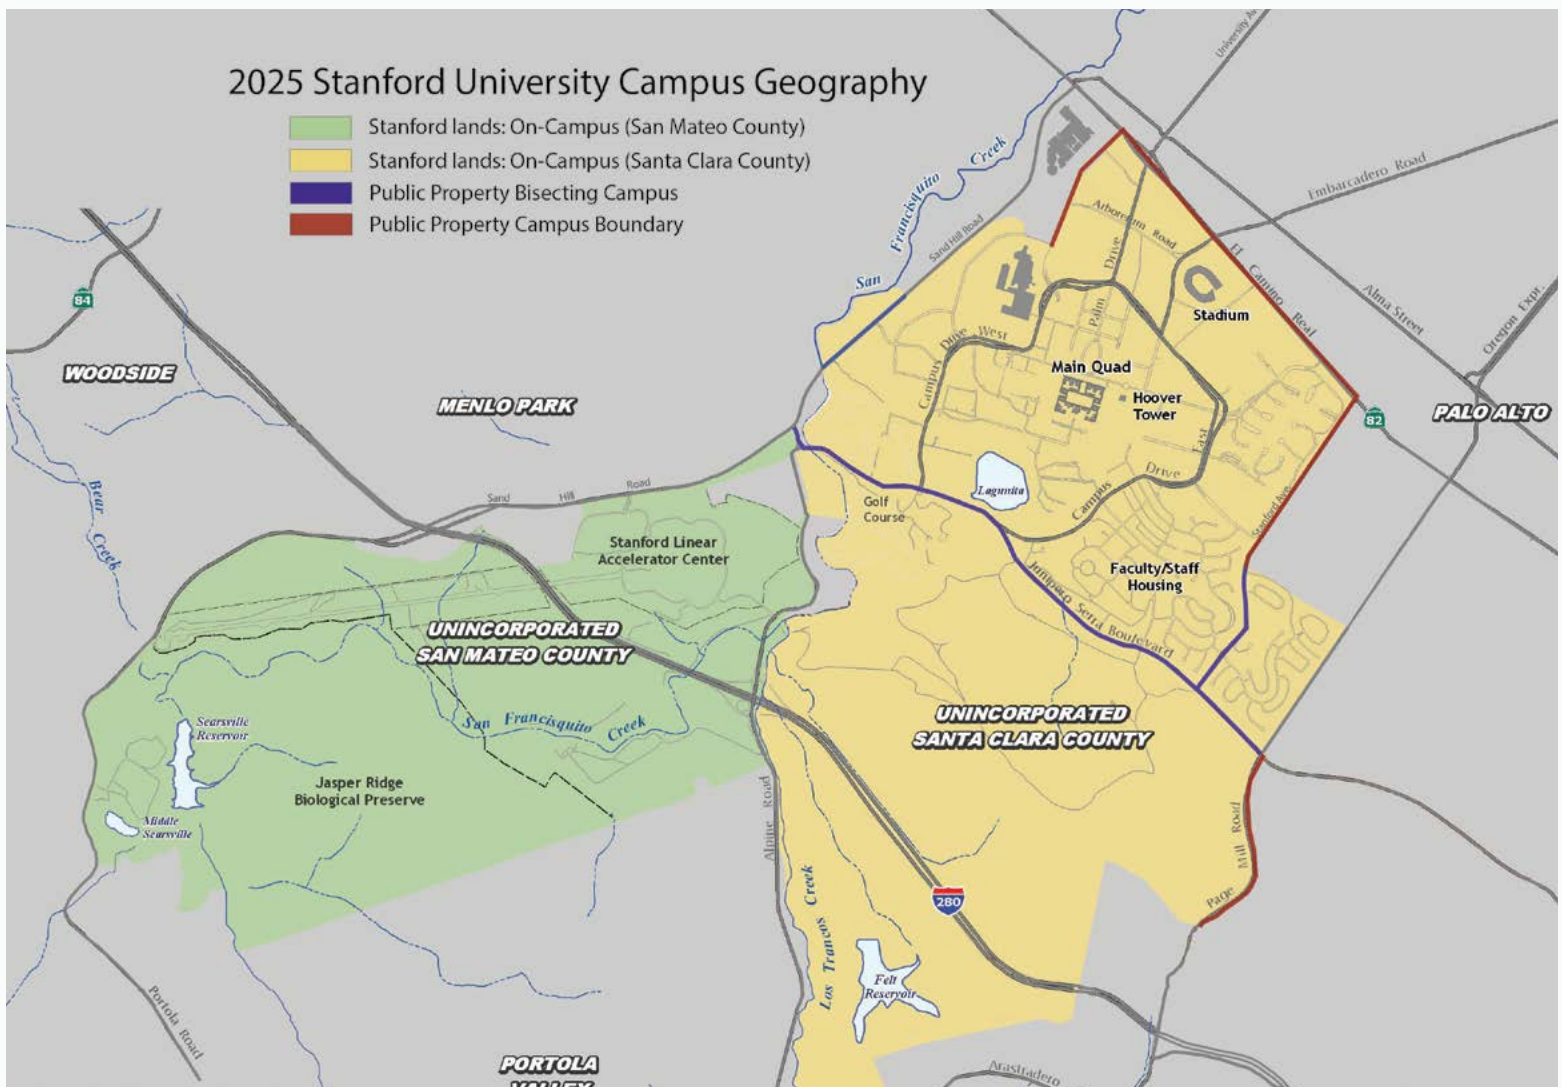 2025 Stanford University Campus Geography
Stanford lands: On-Campus (San Mateo County)
Stanford lands: On-Campus (Santa Clara County)
Public Property Bisecting Campus
Public Property Campus Boundary
University Av
San Francisquito Creek
Sand Hill Road
Embarcadero Road
Arboretum Road
Palm Drive
El Camino Real
Alma Street
Oregon Expr.
84
Stadium
Campus Drive West
WOODSIDE
MENLO PARK
Main Quad
Hoover
Tower
82
PALO ALTO
Bear Creek
Sand Hill Road
Lagunita
Campus Drive East
Golf
Course
Stanford Ave.
Stanford Linear
Accelerator Center
Faculty/Staff
Housing
Junipero Serra Boulevard
UNINCORPORATED
SAN MATEO COUNTY
San Francisquito Creek
UNINCORPORATED
SANTA CLARA COUNTY
Searsville
Reservoir
Jasper Ridge
Biological Preserve
Middle
Searsville
Alpine Road
Page Mill Road
280
Los Trancos Creek
Felt
Reservoir
Portola Road
PORTOLA
VALLEY
Arastradero